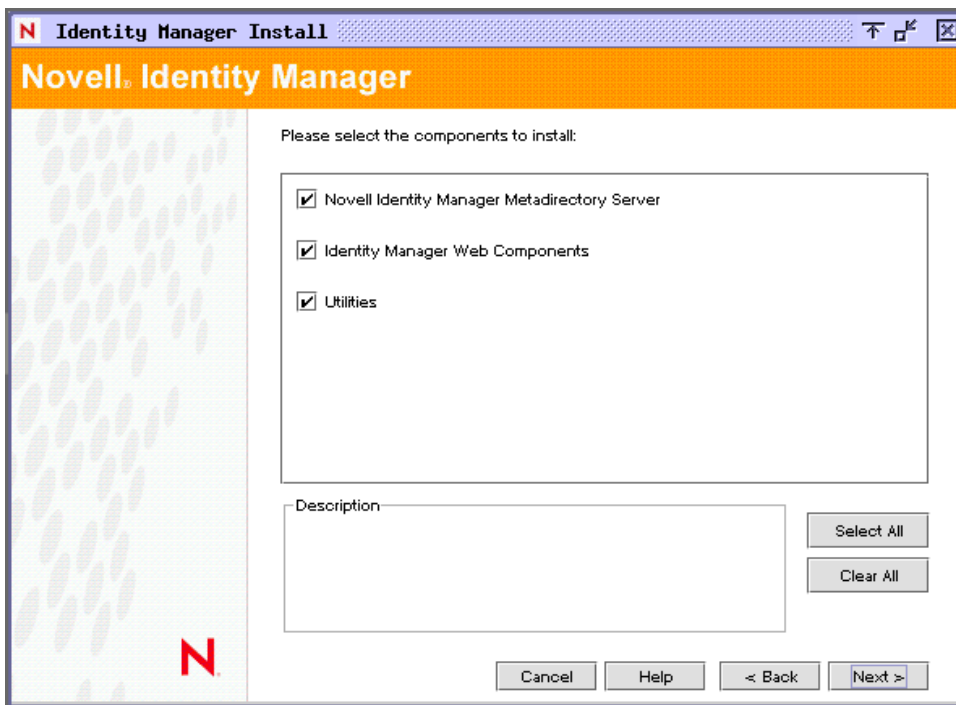 N Identity Manager Install
Novell® Identity Manager
Please select the components to install:
Novell Identity Manager Metadirectory Server
Identity Manager Web Components
Utilities
Description
Select All
Clear All
N
Cancel Help < Back Next >